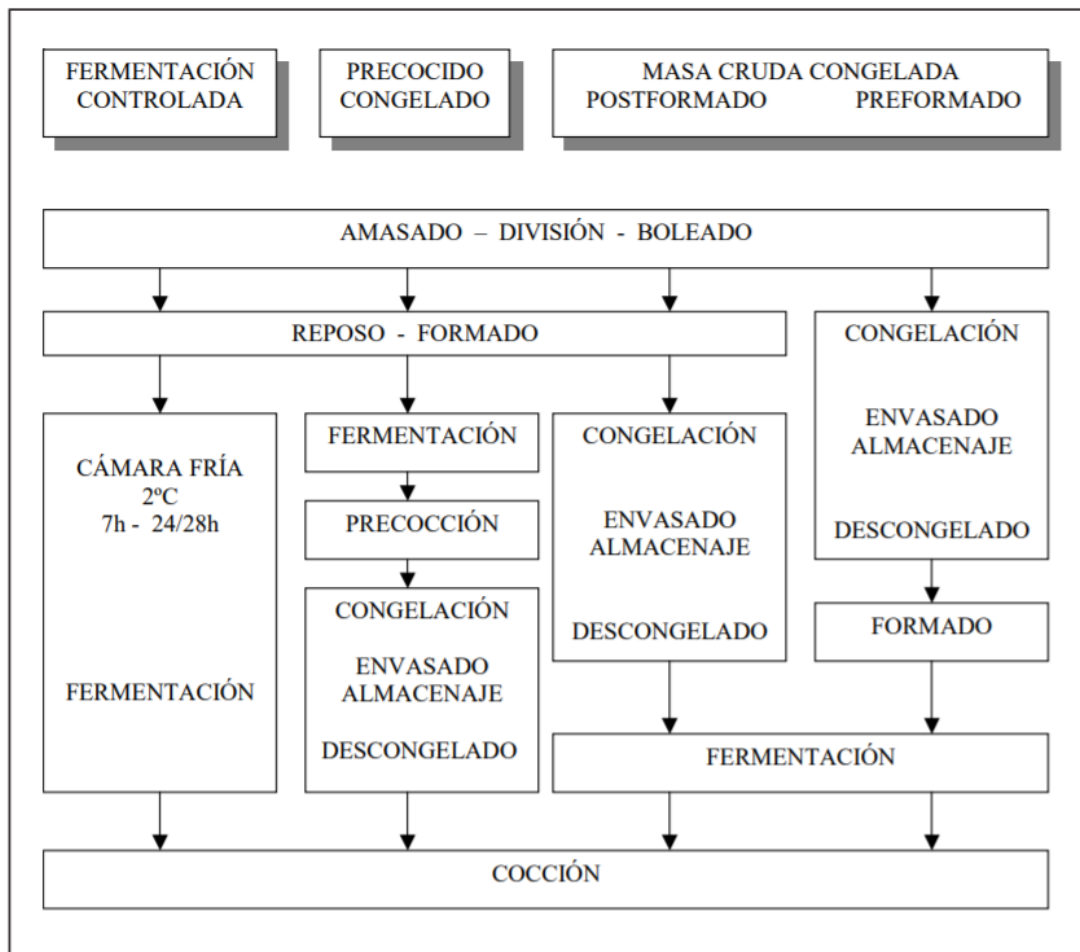 FERMENTACIÓN
CONTROLADA
PRECOCIDO
CONGELADO
MASA CRUDA CONGELADA
POSTFORMADO PREFORMADO
AMASADO – DIVISIÓN - BOLEADO
REPOSO - FORMADO
CÁMARA FRÍA
2ºC
7h - 24/28h
FERMENTACIÓN
FERMENTACIÓN
PRECOCCIÓN
CONGELACIÓN
ENVASADO
ALMACENAJE
DESCONGELADO
CONGELACIÓN
ENVASADO
ALMACENAJE
DESCONGELADO
CONGELACIÓN
ENVASADO
ALMACENAJE
DESCONGELADO
FORMADO
FERMENTACIÓN
COCCIÓN